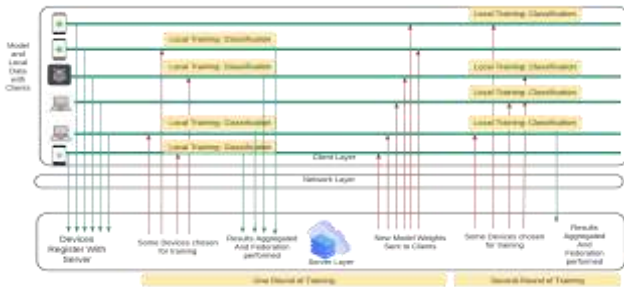 Local Training: Classification
Local Training: Classification
Model
and
Local
Data
with
Clients
Local Training: Classification
Local Training: Classification
Local Training: Classification
Local Training: Classification
Local Training: Classification
Local Training: Classification
Client Layer
Network Layer
Devices
Register With
Server
Some Devices chosen
for training
Results Aggregated
And Federation
performed
Server Layer
New Model Weights
Sent to Clients
Some Devices chosen
for training
Results
Aggregated
And
Federation
performed
One Round of Training
Second Round of Training